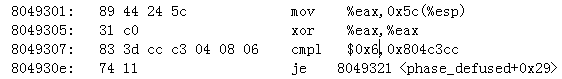 8049301: 89 44 24 5c mov %eax,0x5c(%esp)
8049305: 31 c0 xor %eax,%eax
8049307: 83 3d cc c3 04 08 06 cmpl $0x6,0x804c3cc
804930e: 74 11 je 8049321 <phase_defused+0x29>